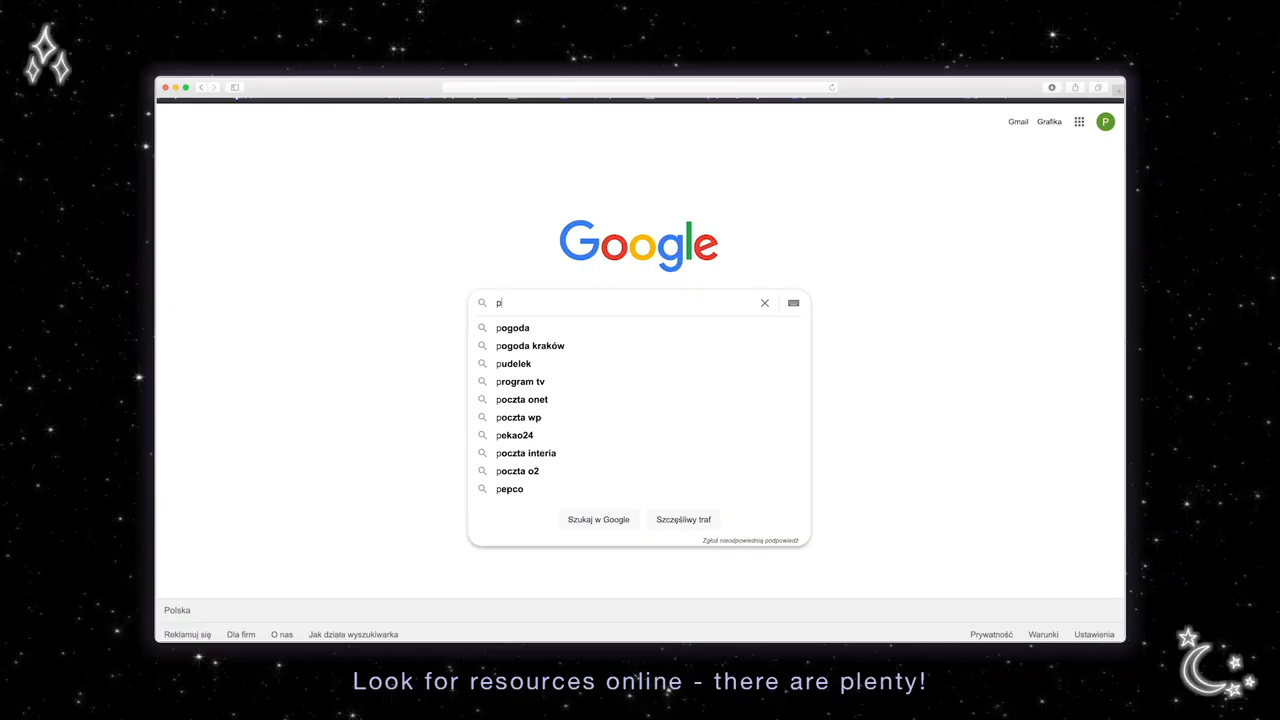 Gmail Grafika P
Google
p
pogoda
pogoda kraków
pudelek
program tv
poczta onet
poczta wp
pekao24
poczta interia
poczta o2
pepco
Szukaj w Google Szczęśliwy traf
Zgłoś nieodpowiednią podpowiedź
Polska
Reklamuj się Dla firm O nas Jak działa wyszukiwarka Prywatność Warunki Ustawienia
Look for resources online - there are plenty!